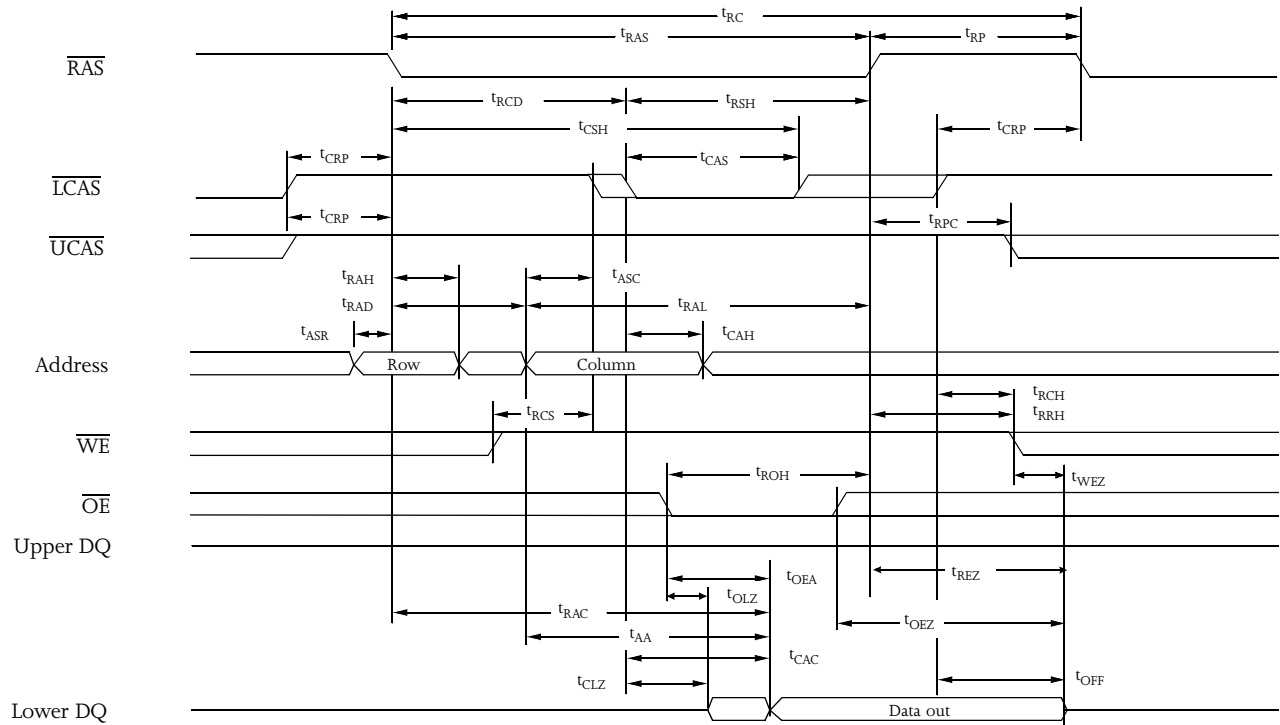 tRC
tRAS tRP
RAS
tRCD tRSH
tCSH tCRP
tCRP tCAS
LCAS
tCRP tRPC
UCAS
tRAH tASC
tRAD tRAL
tASR tCAH
Address Row Column
tRCH
tRCS tRRH
WE
tROH tWEZ
OE
Upper DQ
tOEA tREZ
tOLZ
tRAC tOEZ
tAA
tCAC
tCLZ tOFF
Lower DQ Data out